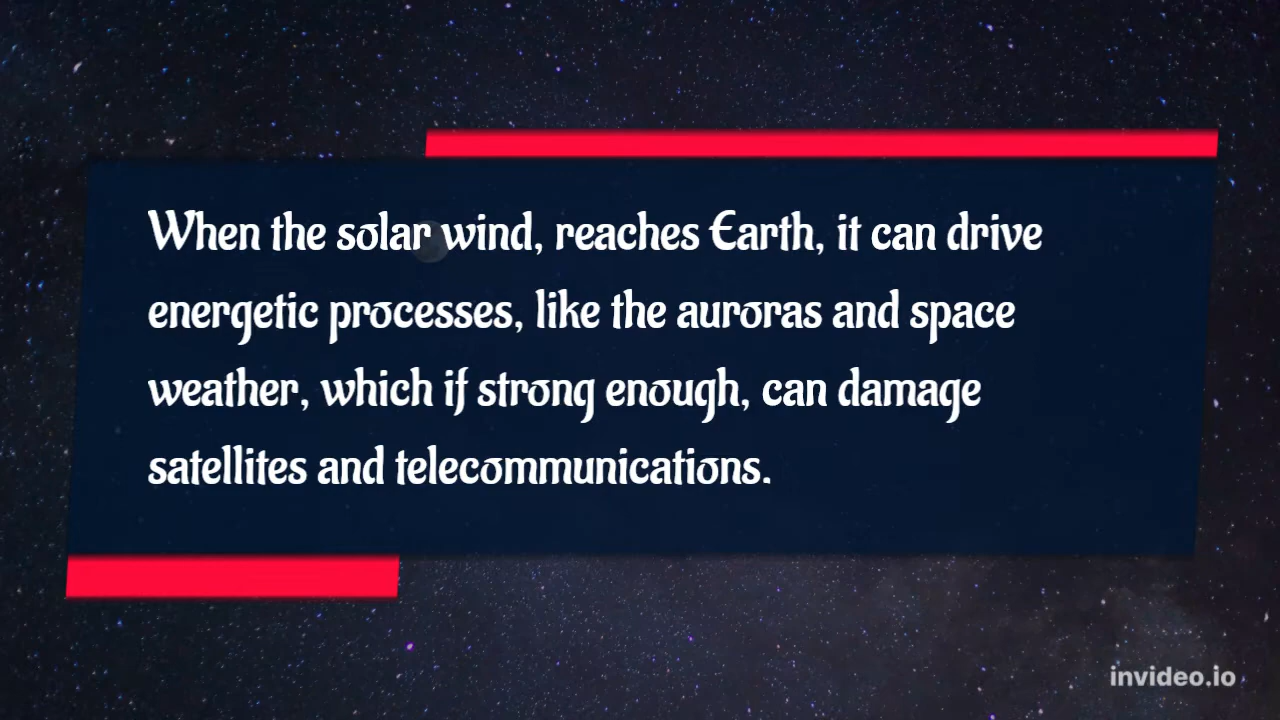 When the solar wind, reaches Earth, it can drive
energetic processes, like the auroras and space
weather, which if strong enough, can damage
satellites and telecommunications.
invideo.io